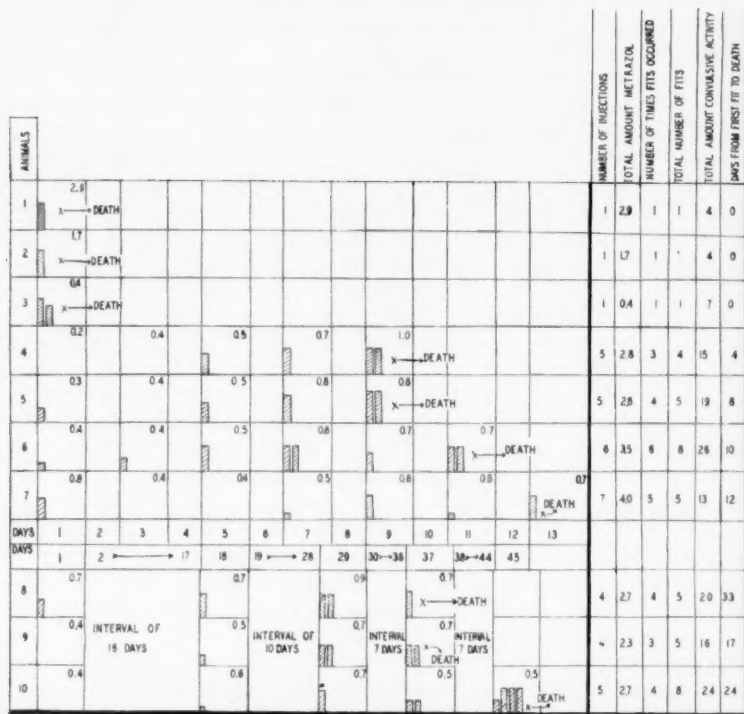 NUMBER OF INJECTIONS
TOTAL AMOUNT METRAZOL
NUMBER OF TIMES FITS OCCURRED
TOTAL NUMBER OF FITS
TOTAL AMOUNT CONVULSIVE ACTIVITY
DAYS FROM FIRST FIT TO DEATH
ANIMALS
2.9
1 X→DEATH 1 2.9 1 1 4 0
1.7
2 X→DEATH 1 1.7 1 4 0
0.4
3 X→DEATH 1 0.4 1 1 7 0
0.2 0.4 0.5 0.7 1.0
4 X→DEATH 5 2.8 3 4 15 4
0.3 0.4 0.5 0.8 0.8
5 X→DEATH 5 2.8 4 5 19 8
0.4 0.4 0.5 0.8 0.7 0.7
6 X→DEATH 6 3.5 6 8 26 10
0.8 0.4 0.4 0.5 0.8 0.7
7 DEATH 7 4.0 5 5 13 12
X→
DAYS 1 2 3 4 5 6 7 8 9 10 11 12 13
DAYS 1 2 → 17 18 19 → 28 29 30→36 37 38→44 45
0.7 0.7 0.9 0.7
8 X→DEATH 4 2.7 4 5 20 33
0.4 0.5 0.7 0.7
9 INTERVAL OF 16 DAYS INTERVAL OF 10 DAYS INTERVAL 7 DAYS X→DEATH INTERVAL 7 DAYS 2.3 3 5 16 17
0.4 0.6 0.7 0.5 0.5
10 X→DEATH 5 2.7 4 8 24 24